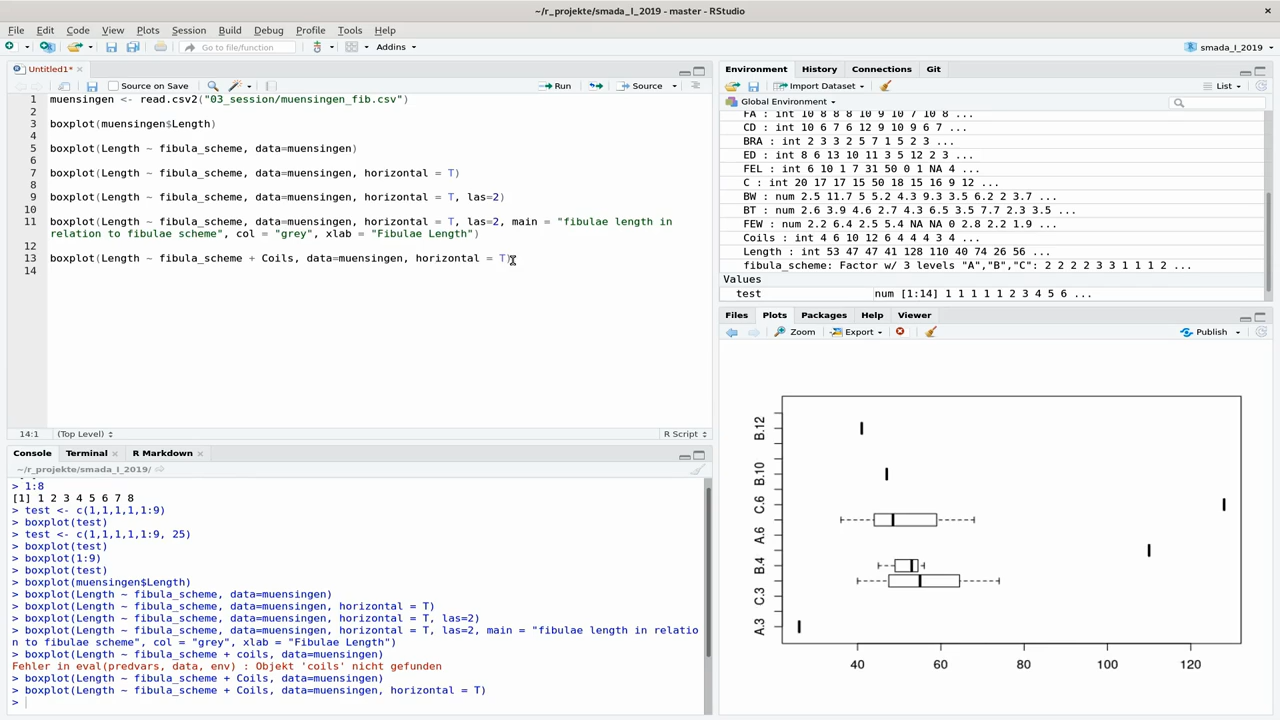 ~/r_projekte/smada_I_2019 - master - RStudio
File Edit Code View Plots Session Build Debug Profile Tools Help
Go to file/function Addins smada_I_2019
Untitled1*
Source on Save Run Source
1 muensingen <- read.csv2("03_session/muensingen_fib.csv")
2
3 boxplot(muensingen$Length)
4
5 boxplot(Length ~ fibula_scheme, data=muensingen)
6
7 boxplot(Length ~ fibula_scheme, data=muensingen, horizontal = T)
8
9 boxplot(Length ~ fibula_scheme, data=muensingen, horizontal = T, las=2)
10
11 boxplot(Length ~ fibula_scheme, data=muensingen, horizontal = T, las=2, main = "fibulae length in
relation to fibulae scheme", col = "grey", xlab = "Fibulae Length")
12
13 boxplot(Length ~ fibula_scheme + Coils, data=muensingen, horizontal = T)
14
14:1 (Top Level) R Script
Console Terminal R Markdown
~/r_projekte/smada_I_2019/
> 1:8
[1] 1 2 3 4 5 6 7 8
> test <- c(1,1,1,1,1:9)
> boxplot(test)
> test <- c(1,1,1,1,1:9, 25)
> boxplot(test)
> boxplot(1:9)
> boxplot(test)
> boxplot(muensingen$Length)
> boxplot(Length ~ fibula_scheme, data=muensingen)
> boxplot(Length ~ fibula_scheme, data=muensingen, horizontal = T)
> boxplot(Length ~ fibula_scheme, data=muensingen, horizontal = T, las=2)
> boxplot(Length ~ fibula_scheme, data=muensingen, horizontal = T, las=2, main = "fibulae length in relatio
n to fibulae scheme", col = "grey", xlab = "Fibulae Length")
> boxplot(Length ~ fibula_scheme + coils, data=muensingen)
Fehler in eval(predvars, data, env) : Objekt 'coils' nicht gefunden
> boxplot(Length ~ fibula_scheme + Coils, data=muensingen)
> boxplot(Length ~ fibula_scheme + Coils, data=muensingen, horizontal = T)
>
Environment History Connections Git
Import Dataset List
Global Environment
FA : int 10 8 8 8 10 9 10 7 10 8 ...
CD : int 10 6 7 6 12 9 10 9 6 7 ...
BRA : int 2 3 3 2 5 7 1 5 2 3 ...
ED : int 8 6 13 10 11 3 5 12 2 3 ...
FEL : int 6 10 1 7 31 50 0 1 NA 4 ...
C : int 20 17 17 15 50 18 15 16 9 12 ...
BW : num 2.5 11.7 5 5.2 4.3 9.3 3.5 6.2 2 3.7 ...
BT : num 2.6 3.9 4.6 2.7 4.3 6.5 3.5 7.7 2.3 3.5 ...
FEW : num 2.2 6.4 2.5 5.4 NA NA 0 2.8 2.2 1.9 ...
Coils : int 4 6 10 12 6 4 4 4 3 4 ...
Length : int 53 47 47 41 128 110 40 74 26 56 ...
fibula_scheme: Factor w/ 3 levels "A","B","C": 2 2 2 2 3 3 1 1 1 2 ...
Values
test num [1:14] 1 1 1 1 1 2 3 4 5 6 ...
Files Plots Packages Help Viewer
Zoom Export Publish
B.12
B.10
C.6
A.6
B.4
C.3
A.3
40 60 80 100 120